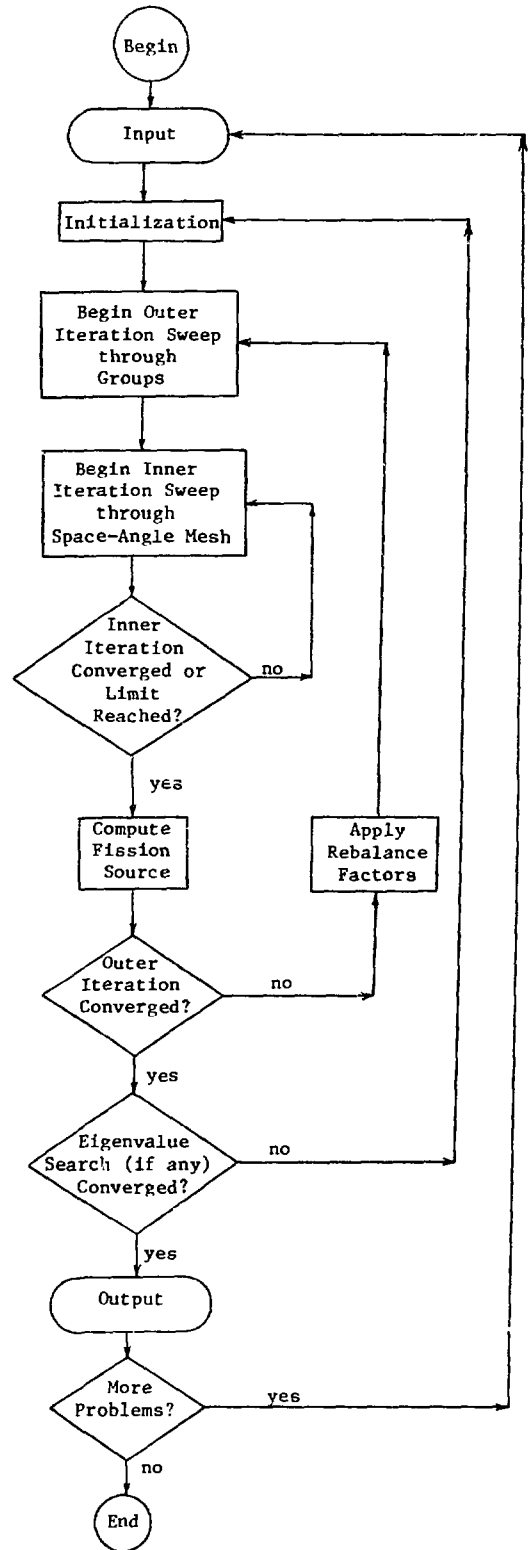 Begin
Input
Initialization
Begin Outer
Iteration Sweep
through
Groups
Begin Inner
Iteration Sweep
through
Space-Angle Mesh
Inner
Iteration
Converged or
Limit
Reached?
no
yes
Compute
Fission
Source
Apply
Rebalance
Factors
Outer
Iteration
Converged?
no
yes
Eigenvalue
Search (if any)
Converged?
no
yes
Output
More
Problems?
yes
no
End